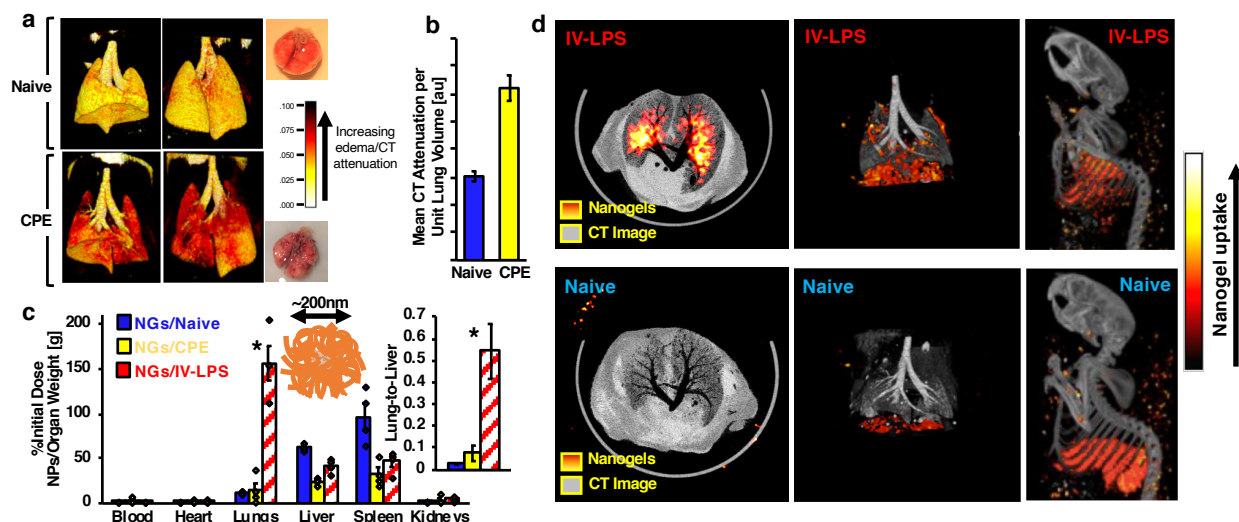 a
Naive
CPE
.100
.075
.050
.025
.000
Increasing
edema/CT
attenuation
b
Mean CT Attenuation per
Unit Lung Volume [au]
Naive CPE
c
%Initial Dose
NPs/Organ Weight [g]
200
150
100
50
0
NGs/Naive
NGs/CPE
NGs/IV-LPS
*
~200nm
Lung-to-Liver
0.7
0.6
0.5
0.4
0.3
0.2
0.1
0
*
Blood Heart Lungs Liver Spleen Kidneys
d
IV-LPS
IV-LPS
IV-LPS
Nanogels
CT Image
Naive
Naive
Naive
Nanogels
CT Image
Nanogel uptake